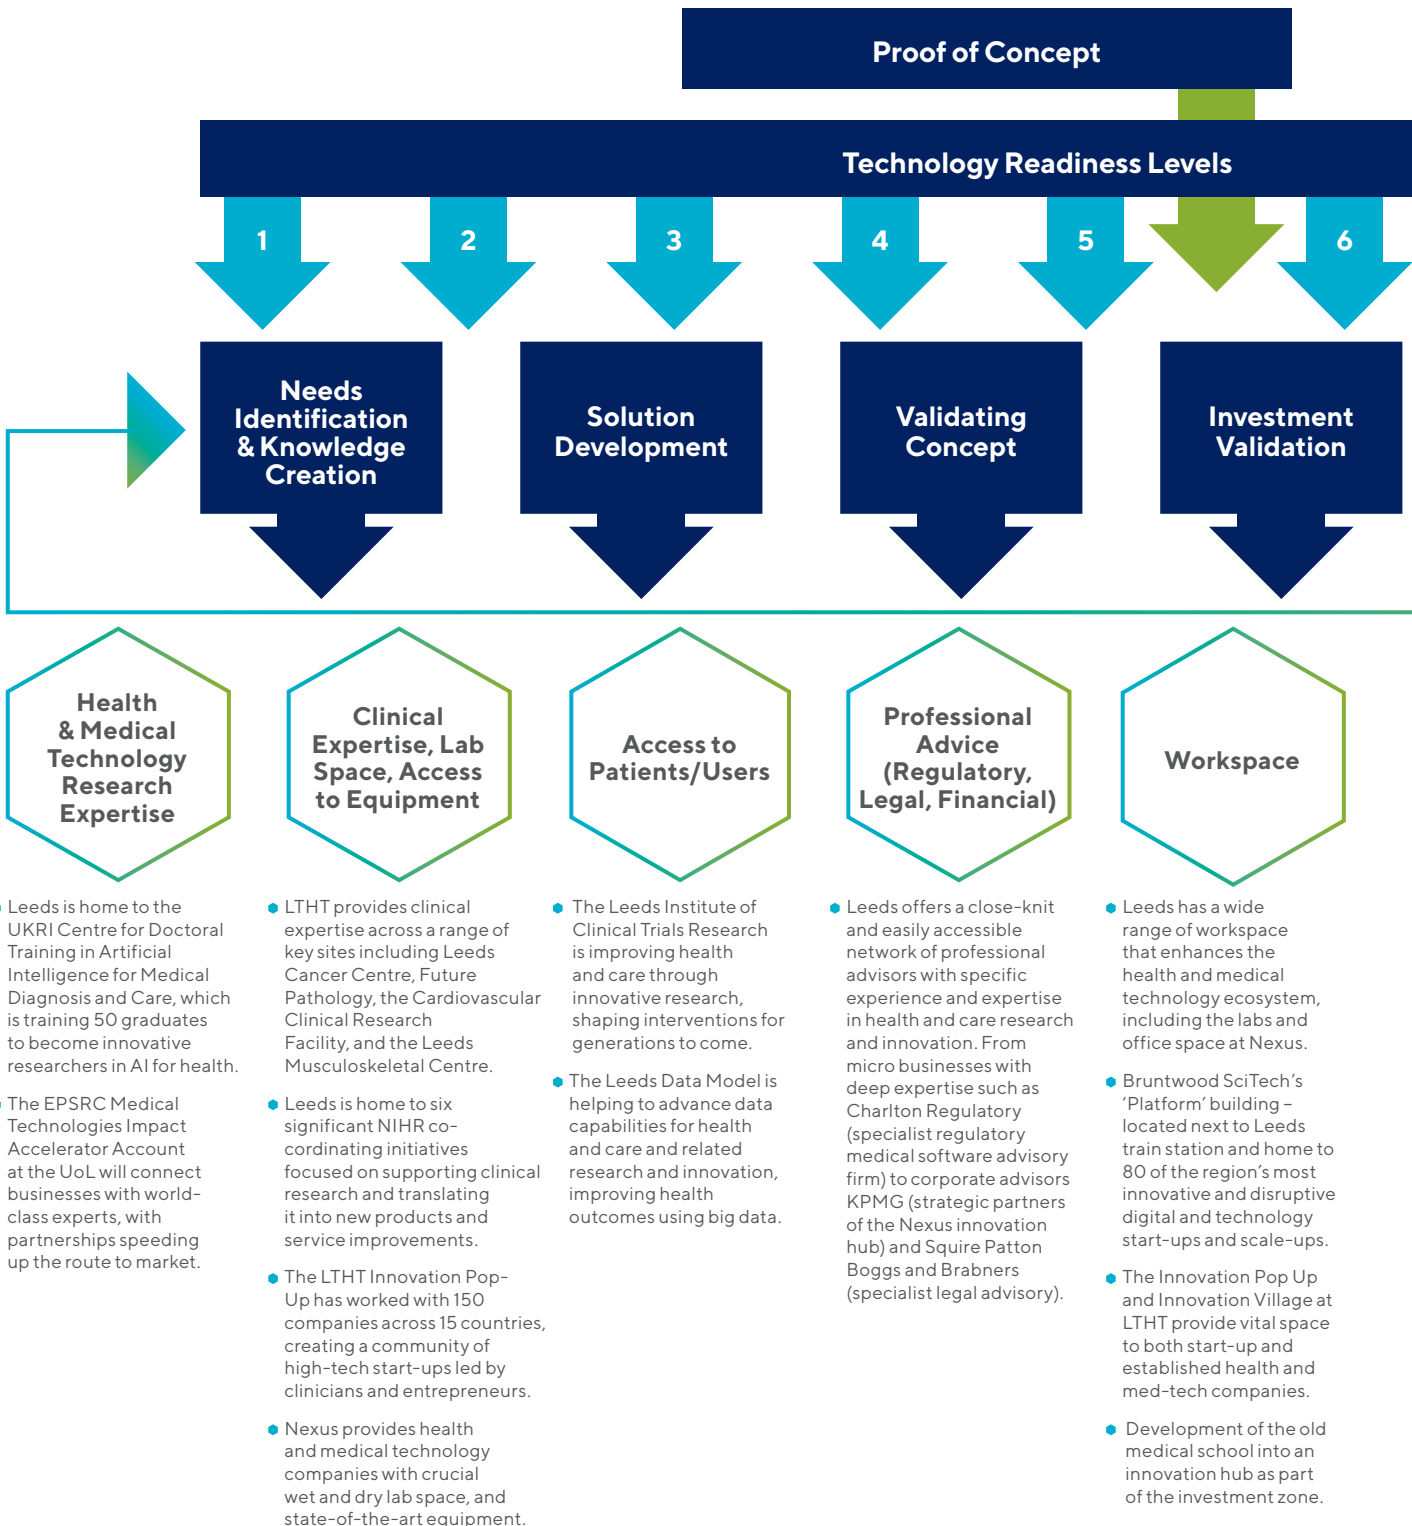 Proof of Concept
Technology Readiness Levels
1
2
3
4
5
6
Needs
Identification
& Knowledge
Creation
Solution
Development
Validating
Concept
Investment
Validation
Health
& Medical
Technology
Research
Expertise
Clinical
Expertise, Lab
Space, Access
to Equipment
Access to
Patients/Users
Professional
Advice
(Regulatory,
Legal, Financial)
Workspace
Leeds is home to the
UKRI Centre for Doctoral
Training in Artificial
Intelligence for Medical
Diagnosis and Care, which
is training 50 graduates
to become innovative
researchers in AI for health.
The EPSRC Medical
Technologies Impact
Accelerator Account
at the UoL will connect
businesses with world-
class experts, with
partnerships speeding
up the route to market.
LTHT provides clinical
expertise across a range of
key sites including Leeds
Cancer Centre, Future
Pathology, the Cardiovascular
Clinical Research
Facility, and the Leeds
Musculoskeletal Centre.
Leeds is home to six
significant NIHR co-
cordinating initiatives
focused on supporting clinical
research and translating
it into new products and
service improvements.
The LTHT Innovation Pop-
Up has worked with 150
companies across 15 countries,
creating a community of
high-tech start-ups led by
clinicians and entrepreneurs.
Nexus provides health
and medical technology
companies with crucial
wet and dry lab space, and
state-of-the-art equipment.
The Leeds Institute of
Clinical Trials Research
is improving health
and care through
innovative research,
shaping interventions for
generations to come.
The Leeds Data Model is
helping to advance data
capabilities for health
and care and related
research and innovation,
improving health
outcomes using big data.
Leeds offers a close-knit
and easily accessible
network of professional
advisors with specific
experience and expertise
in health and care research
and innovation. From
micro businesses with
deep expertise such as
Charlton Regulatory
(specialist regulatory
medical software advisory
firm) to corporate advisors
KPMG (strategic partners
of the Nexus innovation
hub) and Squire Patton
Boggs and Brabners
(specialist legal advisory).
Leeds has a wide
range of workspace
that enhances the
health and medical
technology ecosystem,
including the labs and
office space at Nexus.
Bruntwood SciTech’s
‘Platform’ building –
located next to Leeds
train station and home to
80 of the region’s most
innovative and disruptive
digital and technology
start-ups and scale-ups.
The Innovation Pop Up
and Innovation Village at
LTHT provide vital space
to both start-up and
established health and
med-tech companies.
Development of the old
medical school into an
innovation hub as part
of the investment zone.